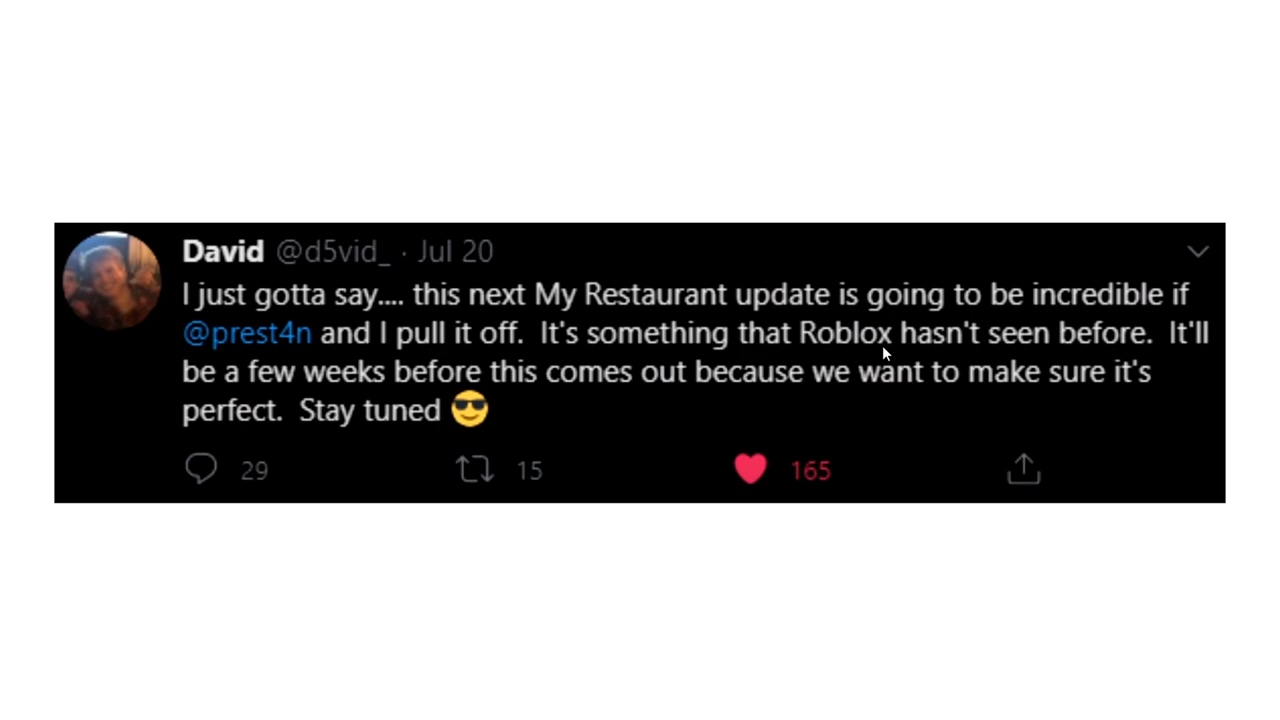 David @d5vid_ · Jul 20
I just gotta say.... this next My Restaurant update is going to be incredible if
@prest4n and I pull it off.  It's something that Roblox hasn't seen before.  It'll
be a few weeks before this comes out because we want to make sure it's
perfect.  Stay tuned 😎
29 15 165